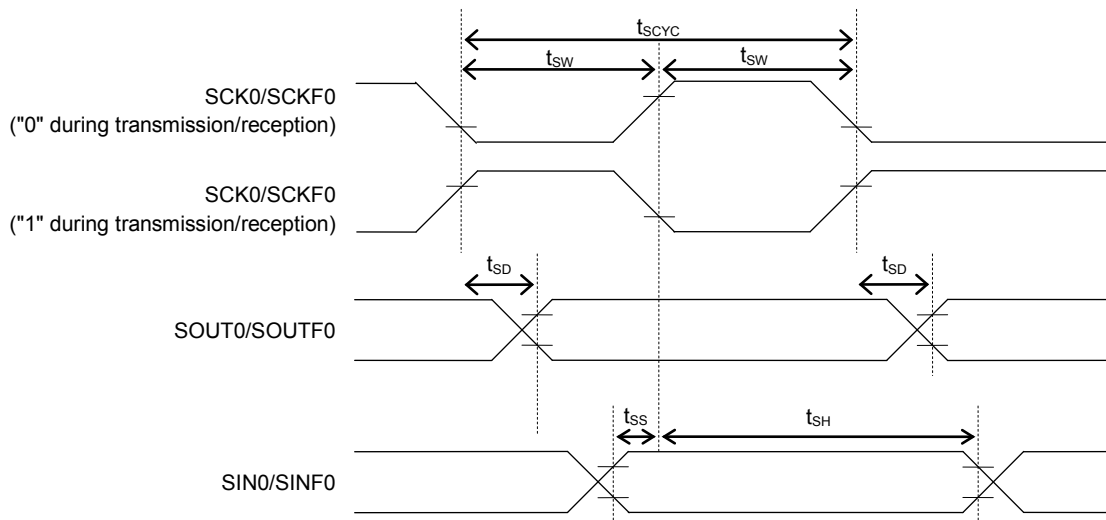 tSCYC
tSW tSW
SCK0/SCKF0
("0" during transmission/reception)
SCK0/SCKF0
("1" during transmission/reception)
tSD tSD
SOUT0/SOUTF0
tSS tSH
SIN0/SINF0